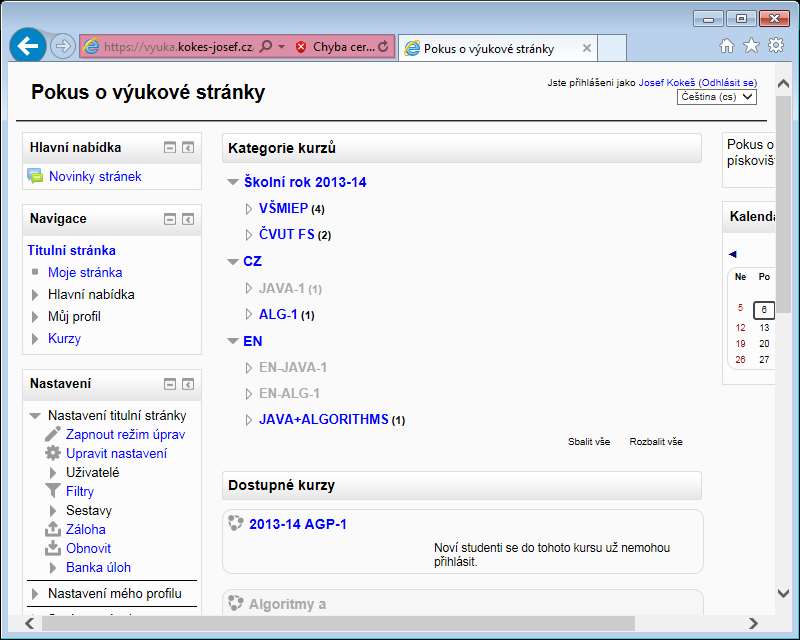 https://vyuka.kokes-josef.cz
Chyba cer...
Pokus o výukové stránky
Pokus o výukové stránky
Jste přihlášeni jako Josef Kokeš (Odhlásit se)
Čeština (cs)
Hlavní nabídka
Novinky stránek
Navigace
Titulní stránka
Moje stránka
Hlavní nabídka
Můj profil
Kurzy
Nastavení
Nastavení titulní stránky
Zapnout režim úprav
Upravit nastavení
Uživatelé
Filtry
Sestavy
Záloha
Obnovit
Banka úloh
Nastavení mého profilu
Kategorie kurzů
Školní rok 2013-14
VŠMIEP (4)
ČVUT FS (2)
CZ
JAVA-1 (1)
ALG-1 (1)
EN
EN-JAVA-1
EN-ALG-1
JAVA+ALGORITHMS (1)
Sbalit vše Rozbalit vše
Dostupné kurzy
2013-14 AGP-1
Noví studenti se do tohoto kursu už nemohou
přihlásit.
Algoritmy a
Pokus o
pískoviš
Kalenda
Ne Po
5 6
12 13
19 20
26 27